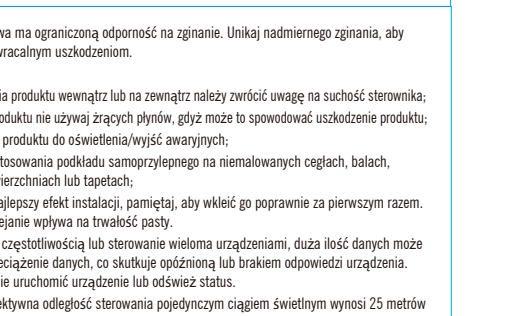 wa ma ograniczoną odporność na zginanie. Unikaj nadmiernego zginania, aby
wracalnym uszkodzeniom.
ia produktu wewnątrz lub na zewnątrz należy zwrócić uwagę na suchość sterownika;
oduktu nie używaj żrących płynów, gdyż może to spowodować uszkodzenie produktu;
produktu do oświetlenia/wyjść awaryjnych;
tosowania podkładu samoprzylepnego na niemalowanych cegłach, balach,
ierzchniach lub tapetach;
ajlepszy efekt instalacji, pamiętaj, aby wkleić go poprawnie za pierwszym razem.
ejanie wpływa na trwałość pasty.
częstotliwością lub sterowanie wieloma urządzeniami, duża ilość danych może
eciążenie danych, co skutkuje opóźnioną lub brakiem odpowiedzi urządzenia.
ie uruchomić urządzenie lub odśwież status.
ektywna odległość sterowania pojedynczym ciągiem świetlnym wynosi 25 metrów